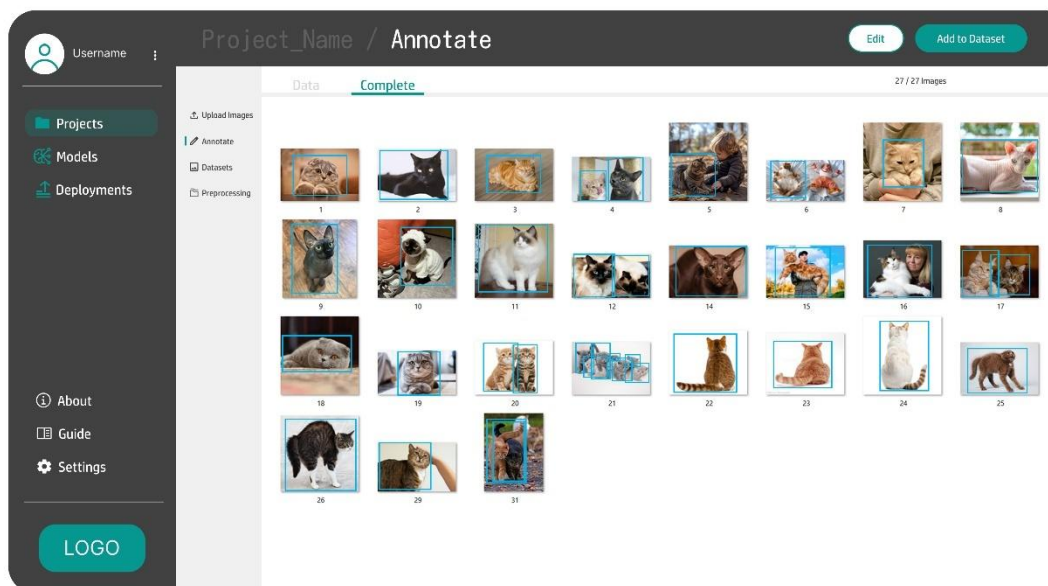 Username
Projects
Models
Deployments
About
Guide
Settings
LOGO
Project_Name / Annotate
Edit
Add to Dataset
Upload Images
Annotate
Datasets
Preprocessing
Data
Complete
27 / 27 Images
1
2
3
4
5
6
7
8
9
10
11
12
14
15
16
17
18
19
20
21
22
23
24
25
26
29
31